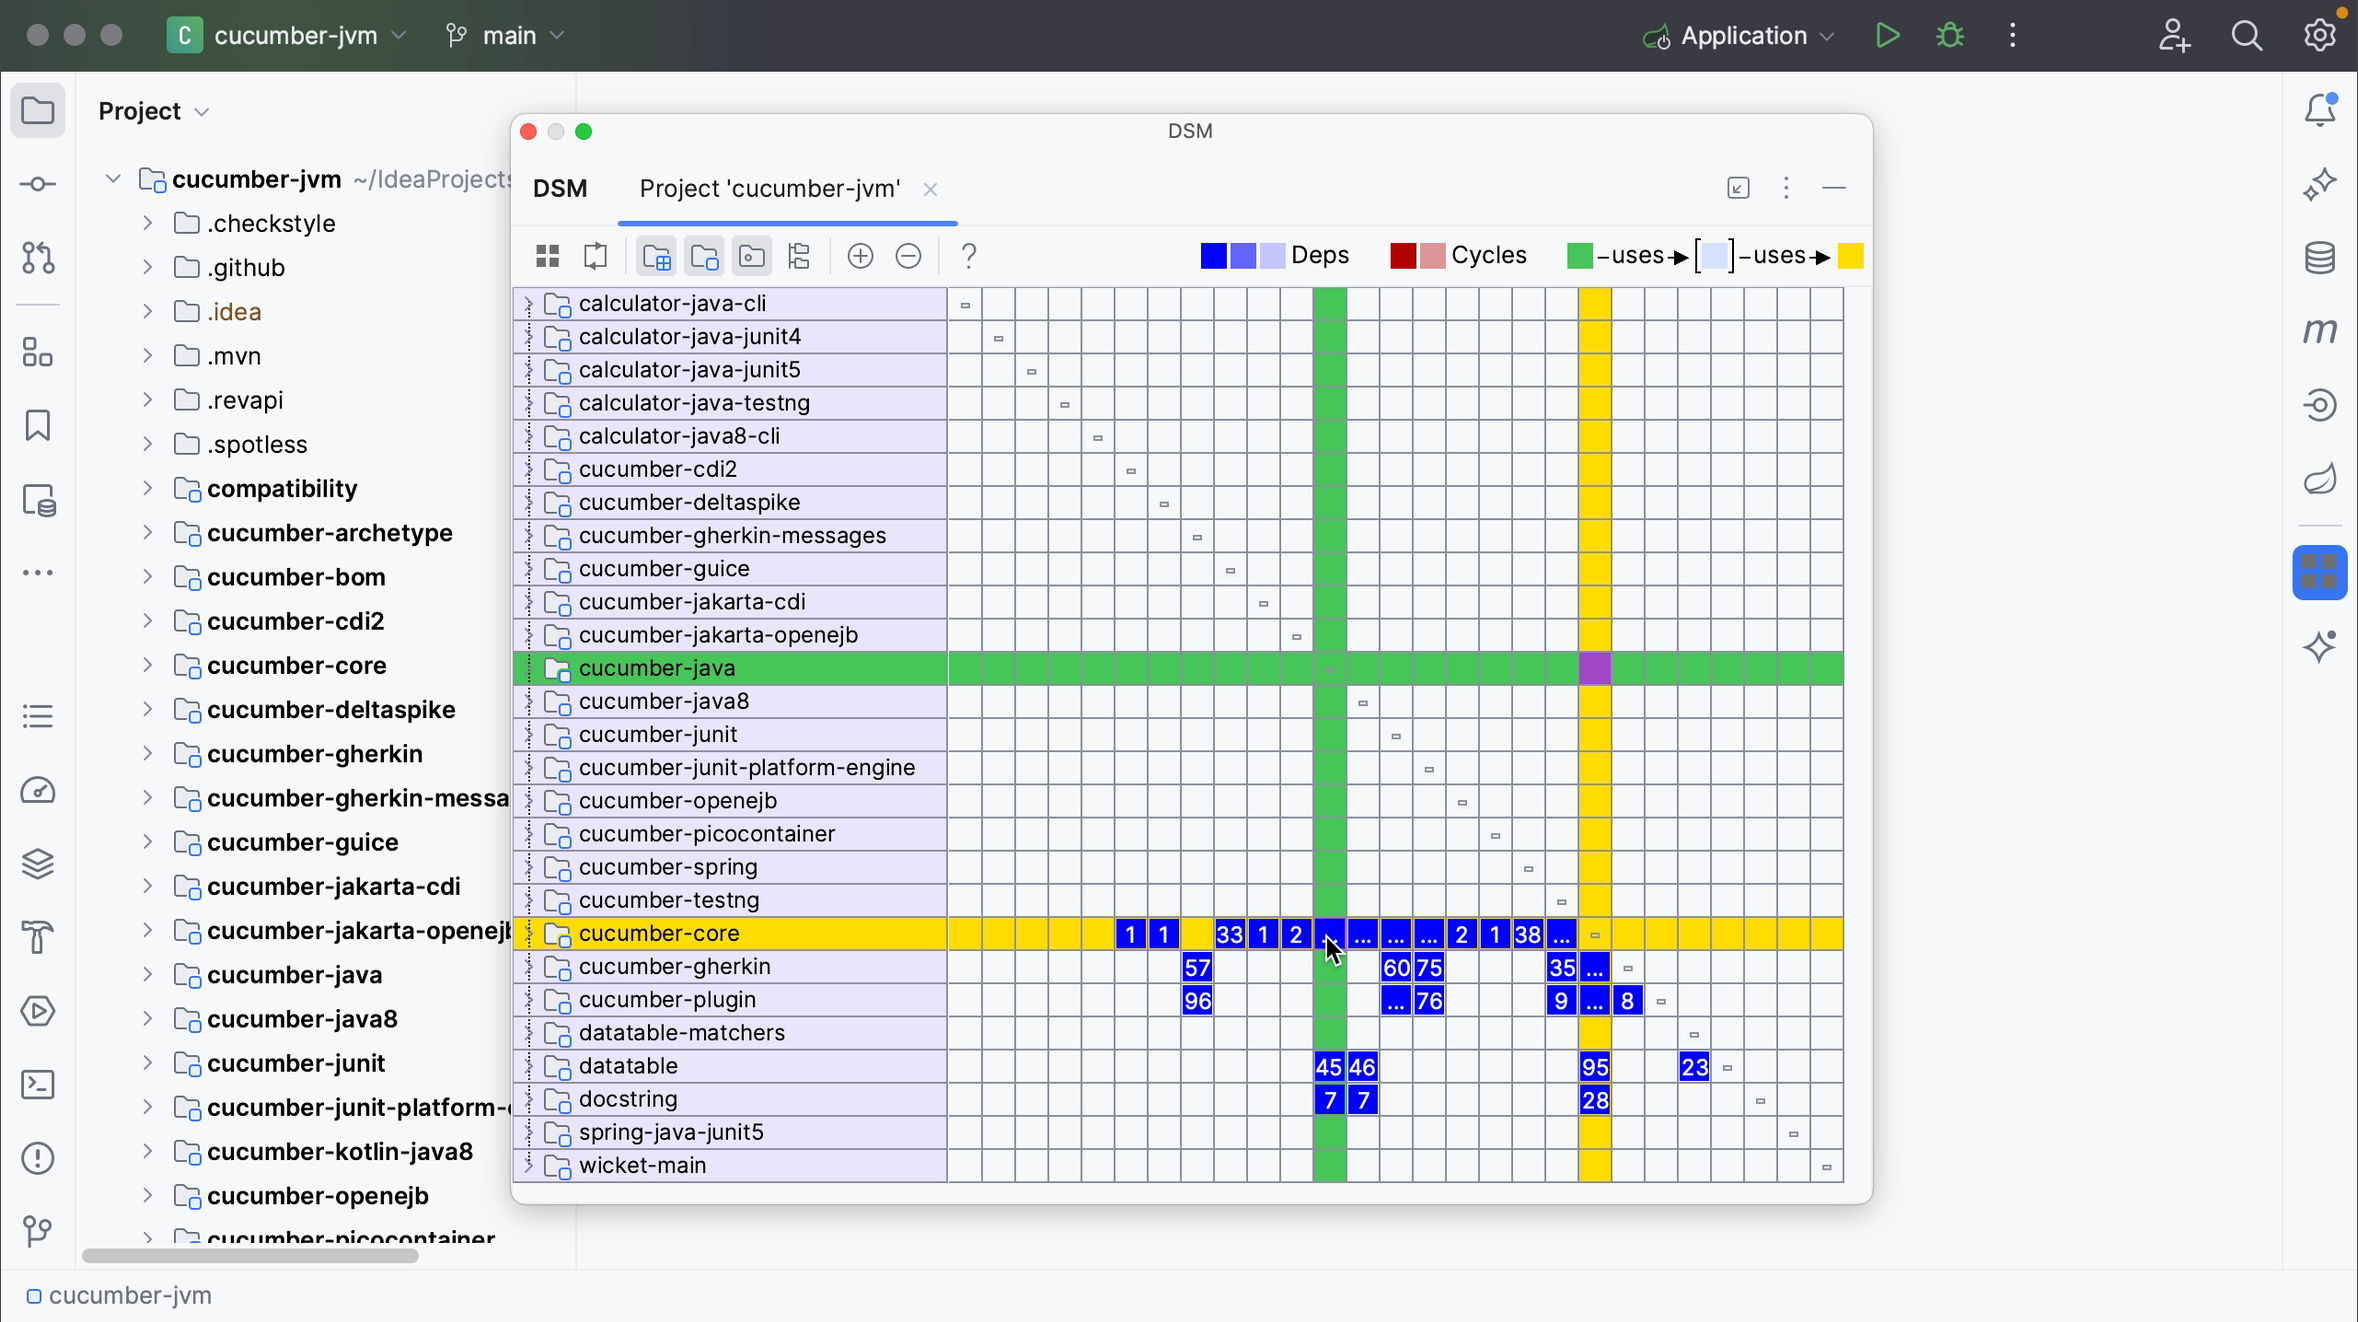 C cucumber-jvm main Application
Project
cucumber-jvm ~/IdeaProjects
.checkstyle
.github
.idea
.mvn
.revapi
.spotless
compatibility
cucumber-archetype
cucumber-bom
cucumber-cdi2
cucumber-core
cucumber-deltaspike
cucumber-gherkin
cucumber-gherkin-messa
cucumber-guice
cucumber-jakarta-cdi
cucumber-jakarta-openejb
cucumber-java
cucumber-java8
cucumber-junit
cucumber-junit-platform-e
cucumber-kotlin-java8
cucumber-openejb
cucumber-picocontainer
cucumber-jvm
DSM
DSM Project 'cucumber-jvm'
? Deps Cycles –uses [ ] –uses
calculator-java-cli
calculator-java-junit4
calculator-java-junit5
calculator-java-testng
calculator-java8-cli
cucumber-cdi2
cucumber-deltaspike
cucumber-gherkin-messages
cucumber-guice
cucumber-jakarta-cdi
cucumber-jakarta-openejb
cucumber-java
cucumber-java8
cucumber-junit
cucumber-junit-platform-engine
cucumber-openejb
cucumber-picocontainer
cucumber-spring
cucumber-testng
cucumber-core 1 1 33 1 2 ... ... ... ... 2 1 38 ...
cucumber-gherkin 57 60 75 35 ...
cucumber-plugin 96 ... 76 9 ... 8
datatable-matchers
datatable 45 46 95 23
docstring 7 7 28
spring-java-junit5
wicket-main
m